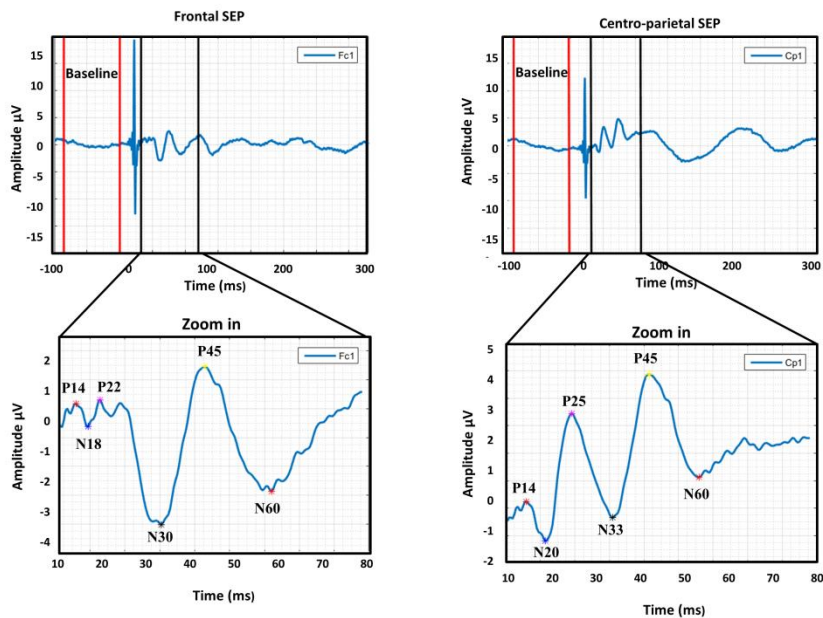 Frontal SEP
Fc1
Baseline
Amplitude µV
15
10
5
0
-5
-10
-15
-100 0 100 200 300
Time (ms)
Centro-parietal SEP
Cp1
Baseline
Amplitude µV
15
10
5
0
-5
-10
-
-100 0 100 200 300
Time (ms)
Zoom in
Fc1
P45
P14 P22
N18
N30
N60
Amplitude µV
2
1
0
-1
-2
-3
-4
10 20 30 40 50 60 70 80
Time (ms)
Zoom in
Cp1
P45
P25
P14
N20
N33
N60
Amplitude µV
5
4
3
2
1
0
-1
-2
10 20 30 40 50 60 70 80
Time (ms)